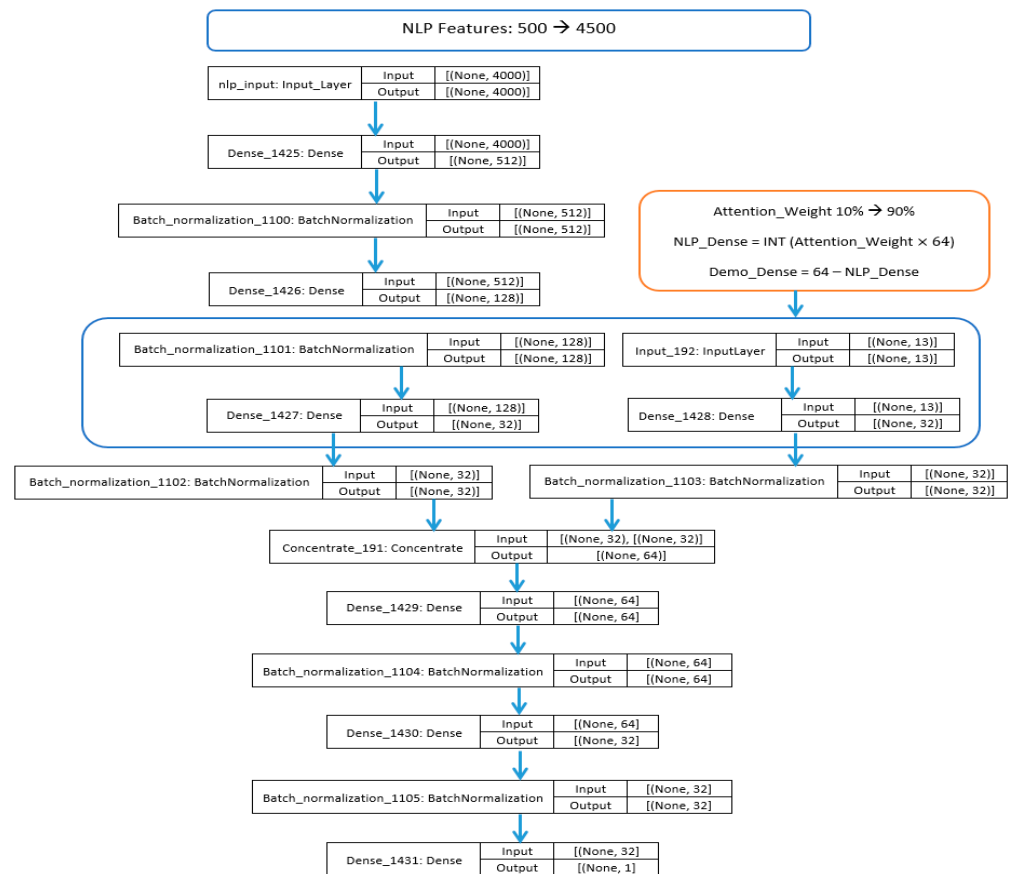 NLP Features: 500 → 4500
nlp_input: Input_Layer
Input [(None, 4000)]
Output [(None, 4000)]
Dense_1425: Dense
Input [(None, 4000)]
Output [(None, 512)]
Batch_normalization_1100: BatchNormalization
Input [(None, 512)]
Output [(None, 512)]
Dense_1426: Dense
Input [(None, 512)]
Output [(None, 128)]
Attention_Weight 10% → 90%
NLP_Dense = INT (Attention_Weight × 64)
Demo_Dense = 64 – NLP_Dense
Batch_normalization_1101: BatchNormalization
Input [(None, 128)]
Output [(None, 128)]
Input_192: InputLayer
Input [(None, 13)]
Output [(None, 13)]
Dense_1427: Dense
Input [(None, 128)]
Output [(None, 32)]
Dense_1428: Dense
Input [(None, 13)]
Output [(None, 32)]
Batch_normalization_1102: BatchNormalization
Input [(None, 32)]
Output [(None, 32)]
Batch_normalization_1103: BatchNormalization
Input [(None, 32)]
Output [(None, 32)]
Concentrate_191: Concentrate
Input [(None, 32), [(None, 32)]
Output [(None, 64)]
Dense_1429: Dense
Input [(None, 64]
Output [(None, 64]
Batch_normalization_1104: BatchNormalization
Input [(None, 64]
Output [(None, 64]
Dense_1430: Dense
Input [(None, 64]
Output [(None, 32]
Batch_normalization_1105: BatchNormalization
Input [(None, 32]
Output [(None, 32]
Dense_1431: Dense
Input [(None, 32]
Output [(None, 1]